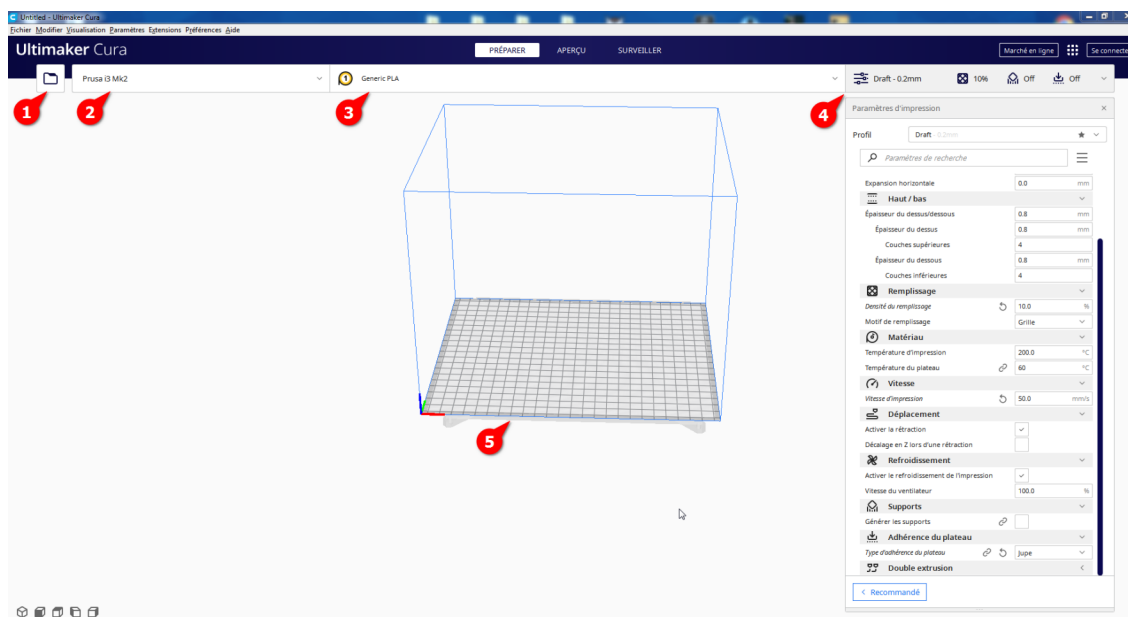 Untitled - Ultimaker Cura
Fichier Modifier Visualisation Paramètres Extensions Préférences Aide
Ultimaker Cura
PRÉPARER APERÇU SURVEILLER
Marché en ligne Se connecte
Prusa i3 Mk2
1 Generic PLA
Draft - 0.2mm 10% Off Off
1
2
3
4
Paramètres d'impression
Profil Draft - 0.2mm
Paramètres de recherche
Expansion horizontale 0.0 mm
Haut / bas
Épaisseur du dessus/dessous 0.8 mm
Épaisseur du dessus 0.8 mm
Couches supérieures 4
Épaisseur du dessous 0.8 mm
Couches inférieures 4
Remplissage
Densité du remplissage 10.0 %
Motif de remplissage Grille
Matériau
Température d'impression 200.0 °C
Température du plateau 60 °C
Vitesse
Vitesse d'impression 50.0 mm/s
Déplacement
Activer la rétraction
5
Décalage en Z lors d'une rétraction
Refroidissement
Activer le refroidissement de l'impression
Vitesse du ventilateur 100.0 %
Supports
Générer les supports
Adhérence du plateau
Type d'adhérence du plateau Jupe
Double extrusion
Recommandé